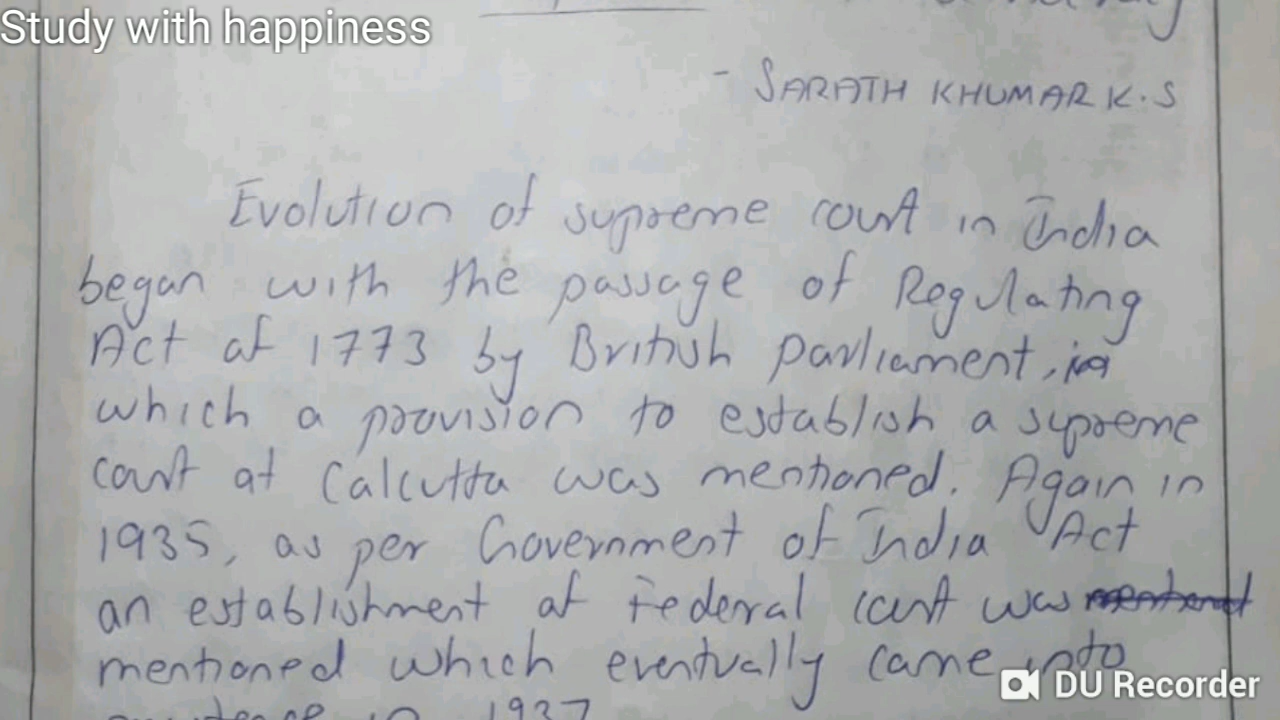 Study with happiness
- SARATH KHUMAR K.S
Evolution of supreme court in India
began with the passage of Regulating
Act of 1773 by British parliament, in
which a provision to establish a supreme
court at Calcutta was mentioned. Again in
1935, as per Government of India Act
an establishment of Federal court was
mentioned which eventually came into
in 1937
DU Recorder